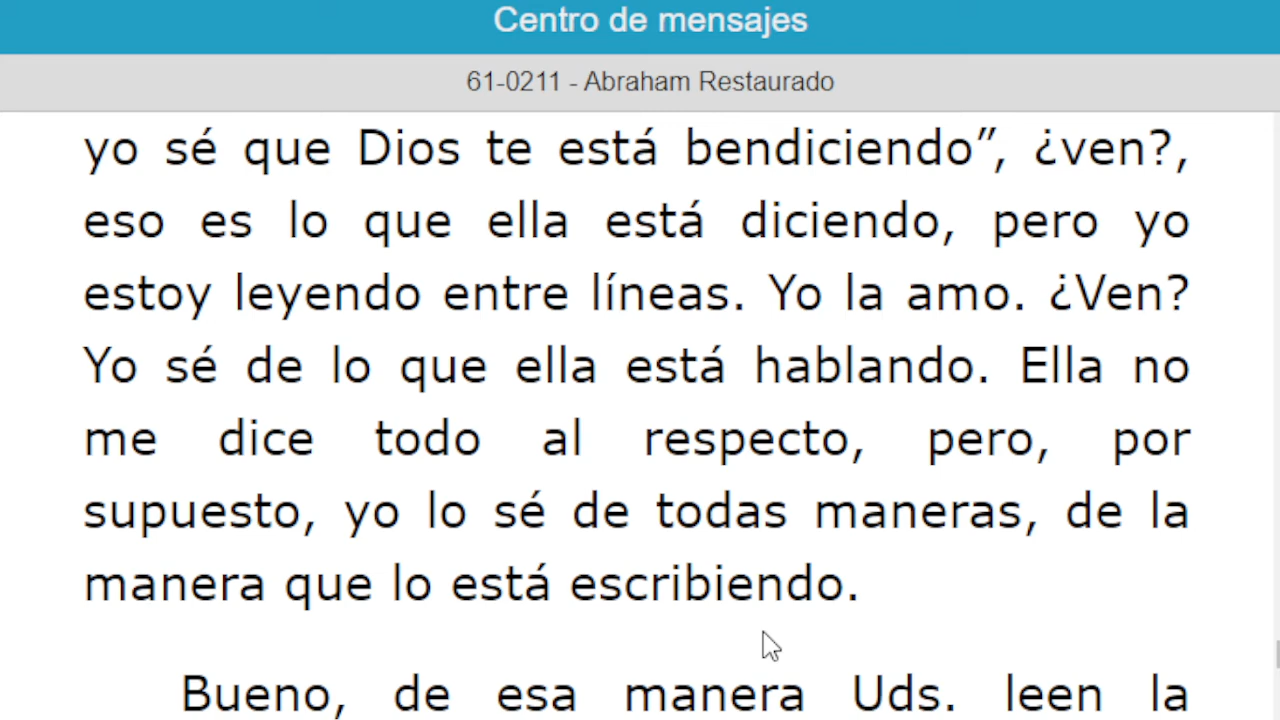 Centro de mensajes
61-0211 - Abraham Restaurado
yo sé que Dios te está bendiciendo”, ¿ven?,
eso es lo que ella está diciendo, pero yo
estoy leyendo entre líneas. Yo la amo. ¿Ven?
Yo sé de lo que ella está hablando. Ella no
me dice todo al respecto, pero, por
supuesto, yo lo sé de todas maneras, de la
manera que lo está escribiendo.
Bueno, de esa manera Uds. leen la